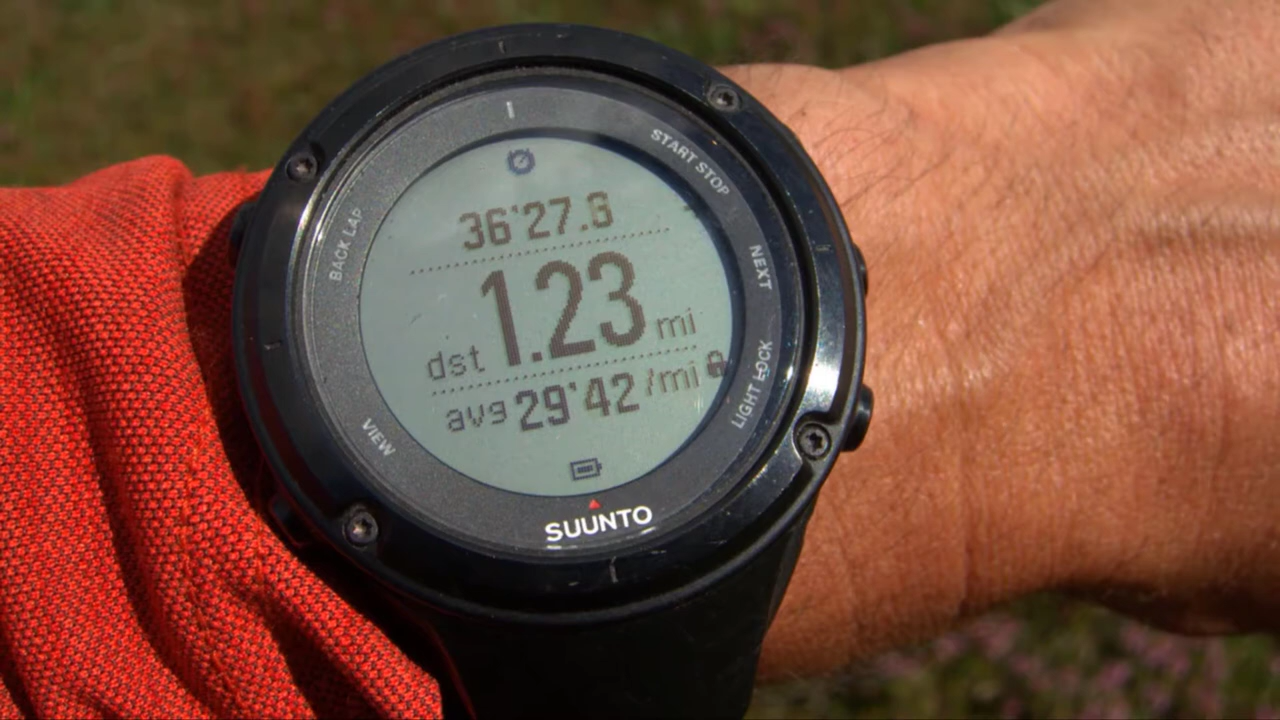 START STOP
BACK LAP
36'27.8
NEXT
dst 1.23 mi
LIGHT LOCK
avg 29'42 /mi
VIEW
SUUNTO